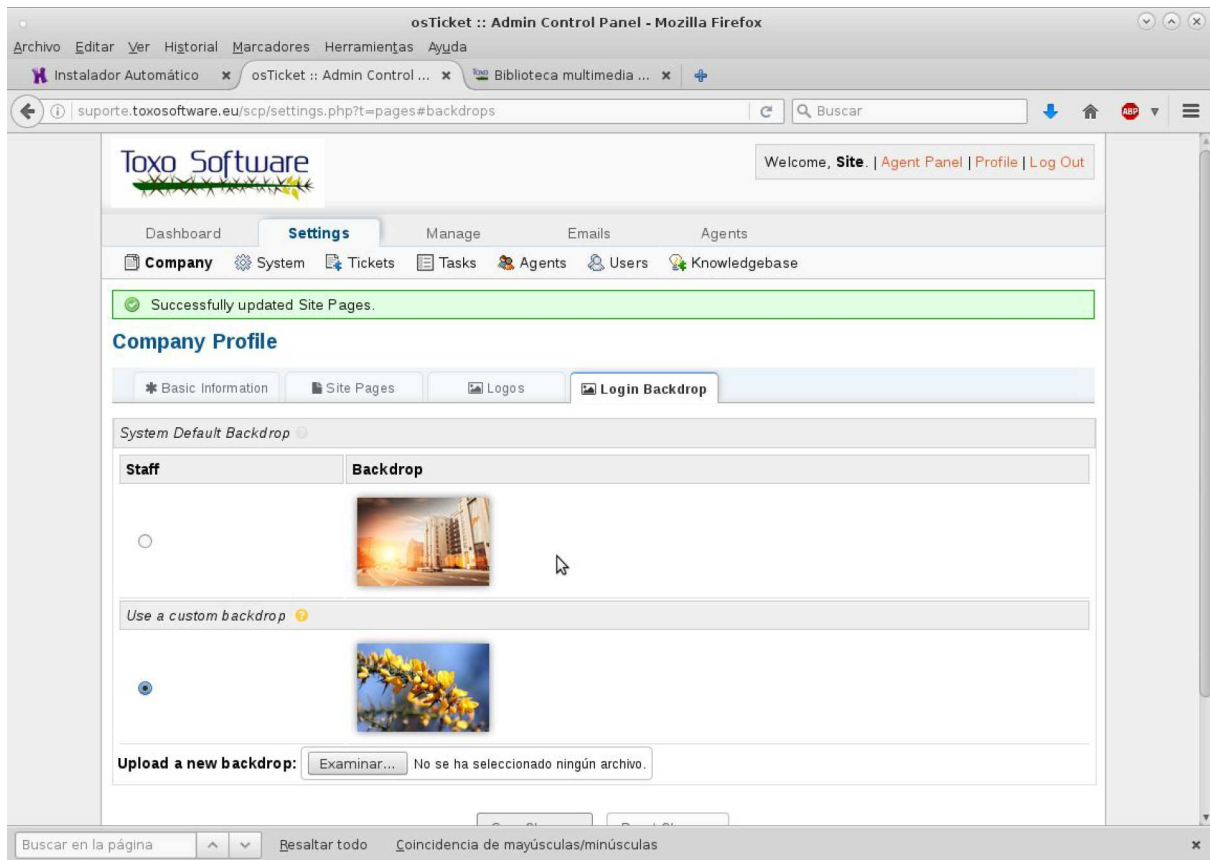 osTicket :: Admin Control Panel - Mozilla Firefox
Archivo Editar Ver Historial Marcadores Herramientas Ayuda
Instalador Automático osTicket :: Admin Control ... Biblioteca multimedia ...
suporte.toxosoftware.eu/scp/settings.php?t=pages#backdrops Buscar ABP
Toxo Software
Welcome, Site. | Agent Panel | Profile | Log Out
Dashboard Settings Manage Emails Agents
Company System Tickets Tasks Agents Users Knowledgebase
Successfully updated Site Pages.
Company Profile
Basic Information Site Pages Logos Login Backdrop
System Default Backdrop
Staff Backdrop
Use a custom backdrop
Upload a new backdrop: Examinar... No se ha seleccionado ningún archivo.
Buscar en la página Resaltar todo Coincidencia de mayúsculas/minúsculas